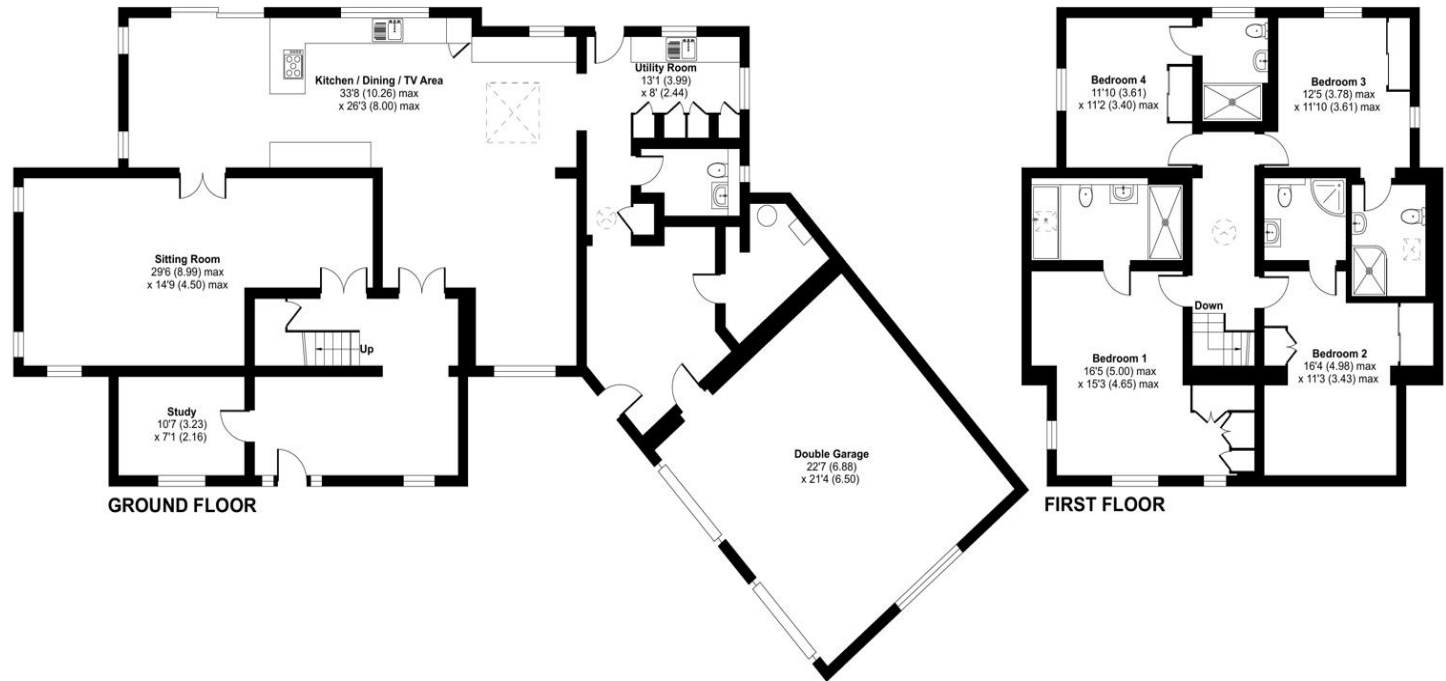 Kitchen / Dining / TV Area
33'8 (10.26) max
x 26'3 (8.00) max
Utility Room
13'1 (3.99)
x 8' (2.44)
Sitting Room
29'6 (8.99) max
x 14'9 (4.50) max
Up
Study
10'7 (3.23)
x 7'1 (2.16)
Double Garage
22'7 (6.88)
x 21'4 (6.50)
GROUND FLOOR
Bedroom 4
11'10 (3.61)
x 11'2 (3.40) max
Bedroom 3
12'5 (3.78) max
x 11'10 (3.61) max
Down
Bedroom 1
16'5 (5.00) max
x 15'3 (4.65) max
Bedroom 2
16'4 (4.98) max
x 11'3 (3.43) max
FIRST FLOOR